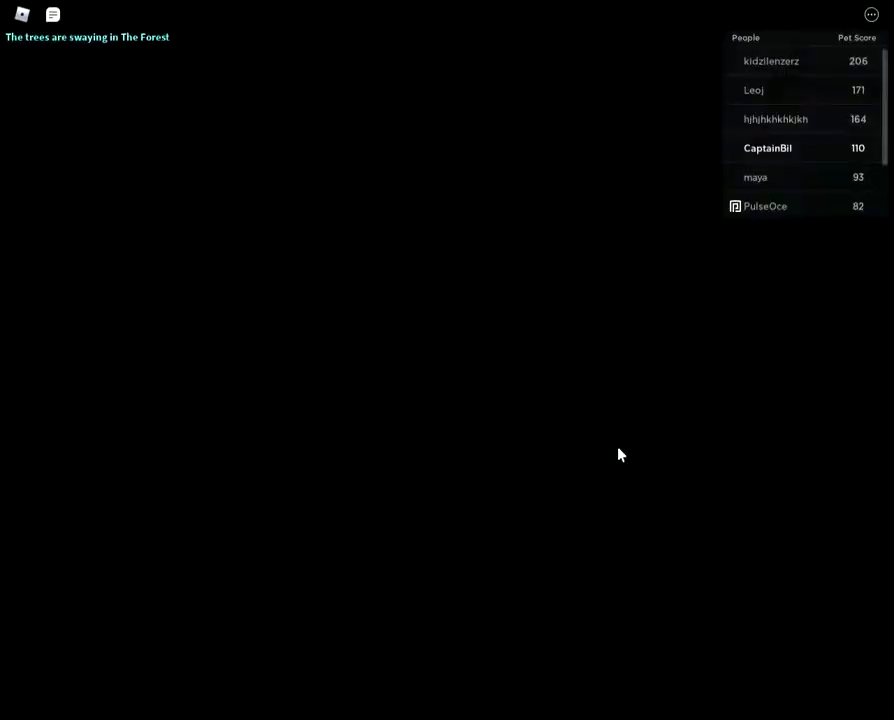 The trees are swaying in The Forest
People Pet Score
kidzilenzerz 206
Leoj 171
hjhjhkhkhkjkh 164
CaptainBil 110
maya 93
PulseOce 82